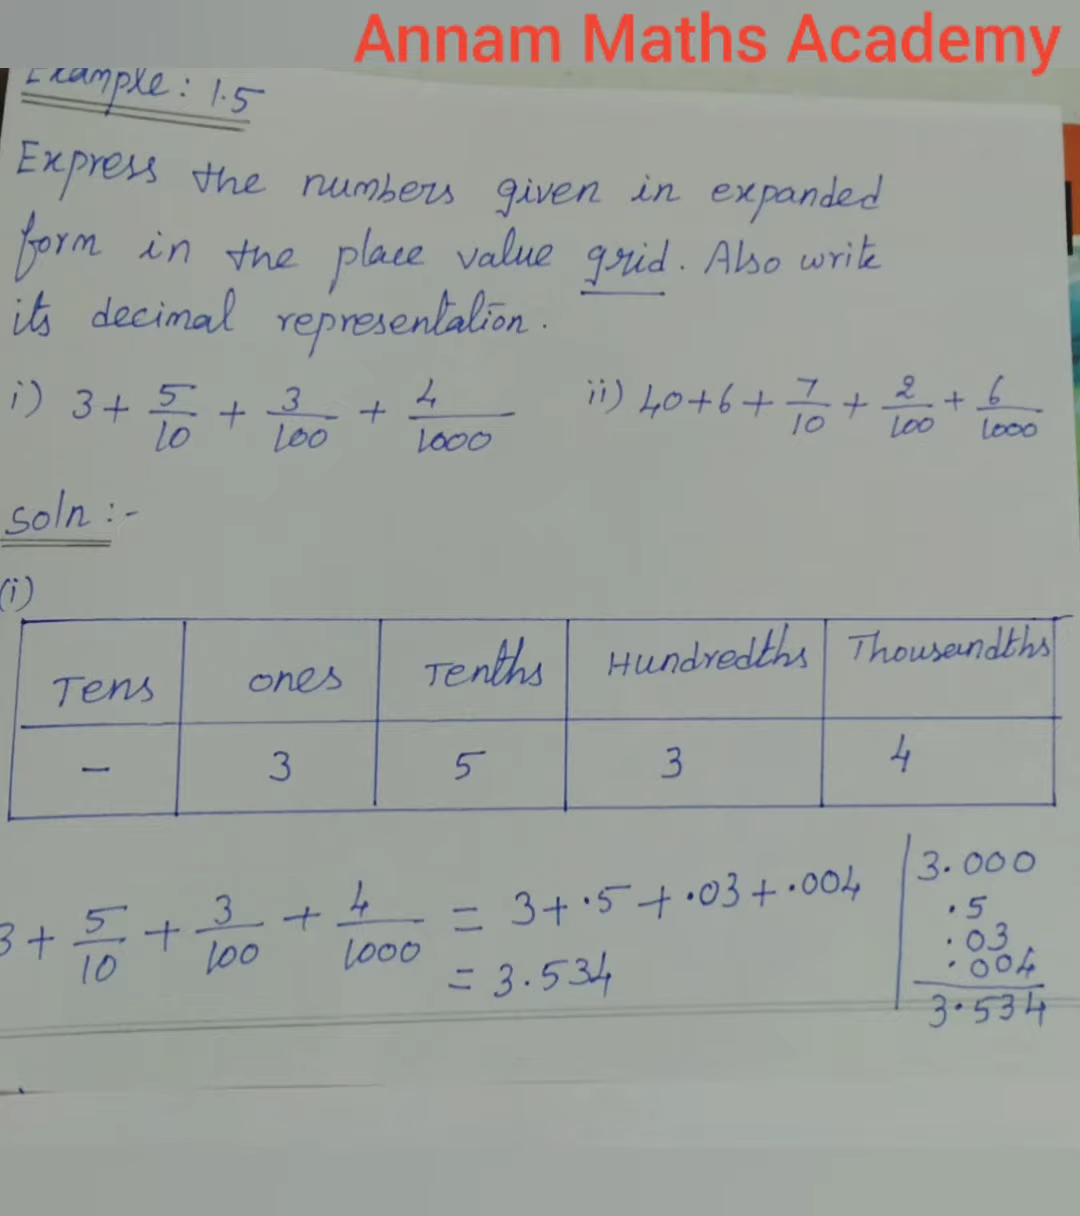 Annam Maths Academy
Example: 1.5
Express the numbers given in expanded
form in the place value grid. Also write
its decimal representation.
i) 3 + 5/10 + 3/100 + 4/1000 ii) 40+6+ 7/10 + 2/100 + 6/1000
Soln :-
(i)
Tens ones Tenths Hundredths Thousandths
- 3 5 3 4
3 + 5/10 + 3/100 + 4/1000 = 3+.5+.03+.004
= 3.534
3.000
.5
.03
.004
3.534